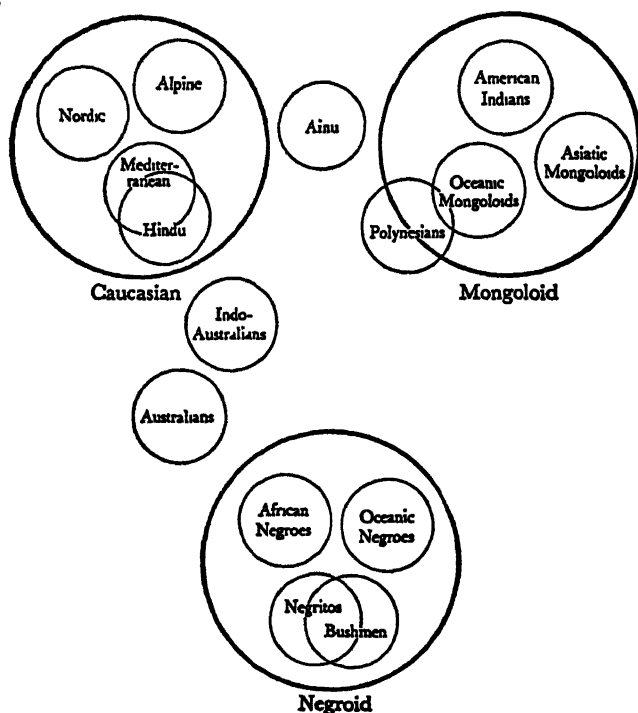 Alpine
Nordic
Mediter-
ranean
Hindu
Caucasian
Ainu
American
Indians
Asiatic
Mongoloids
Oceanic
Mongoloids
Polynesians
Mongoloid
Indo-
Australians
Australians
African
Negroes
Oceanic
Negroes
Negritos
Bushmen
Negroid